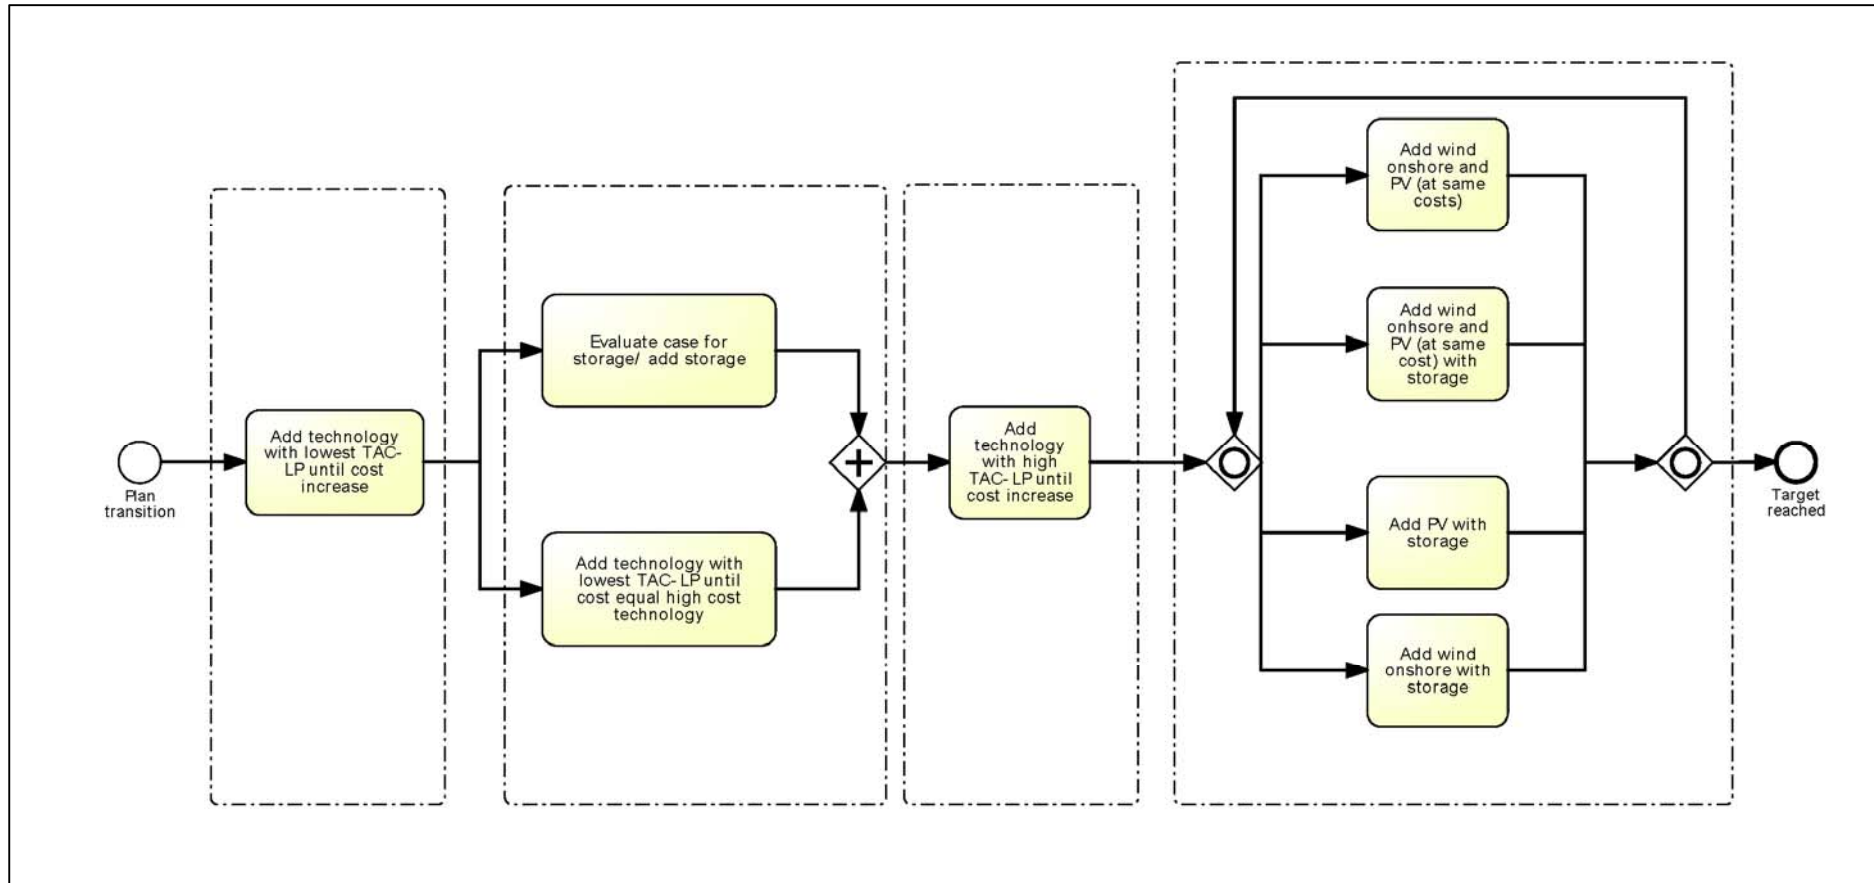 Plan
transition
Add technology
with lowest TAC-
LP until cost
increase
Evaluate case for
storage/ add storage
Add technology with
lowest TAC- LP until
cost equal high cost
technology
Add
technology
with high
TAC- LP until
cost increase
Add wind
onshore and
PV (at same
costs)
Add wind
onhsore and
PV (at same
cost) with
storage
Add PV with
storage
Add wind
onshore with
storage
Target
reached